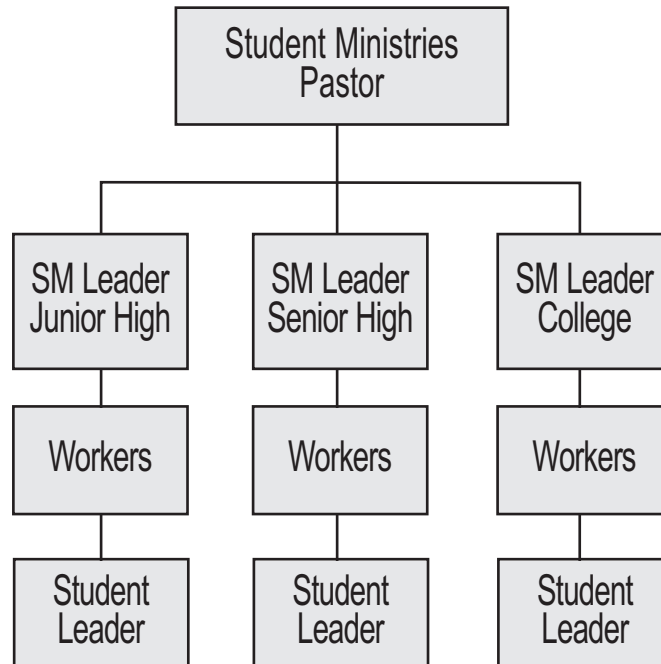 Student Ministries
Pastor
SM Leader
Junior High
SM Leader
Senior High
SM Leader
College
Workers
Workers
Workers
Student
Leader
Student
Leader
Student
Leader